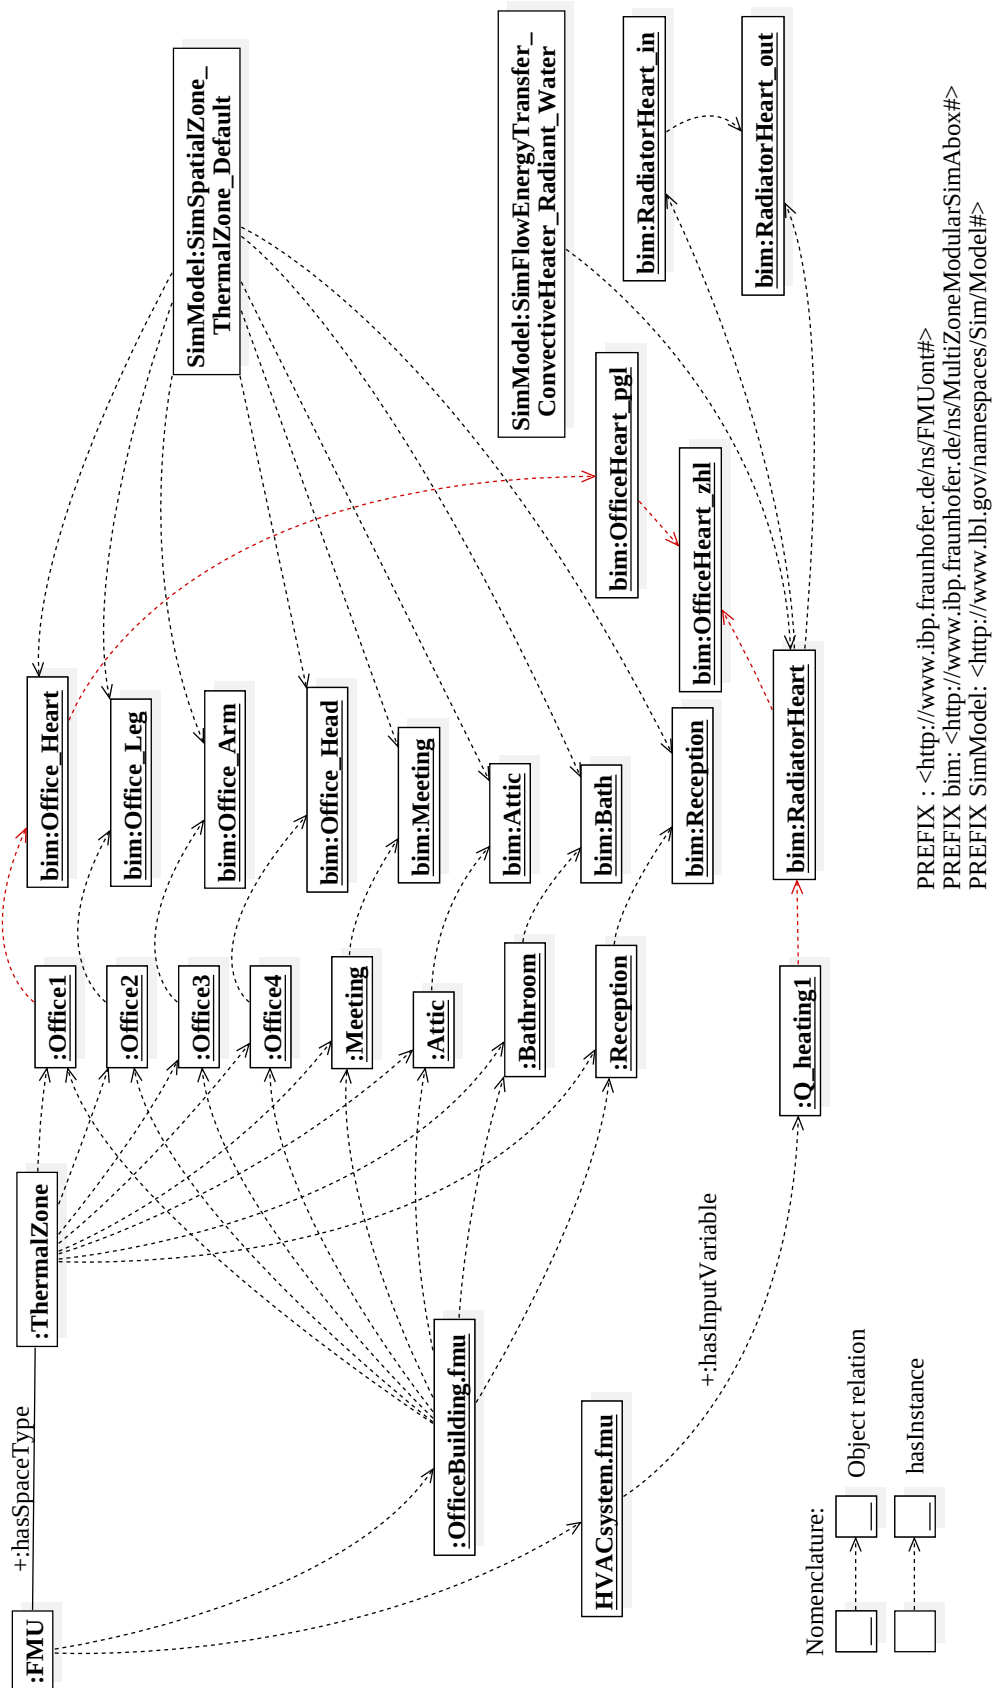 :FMU
+:hasSpaceType
:ThermalZone
:OfficeBuilding.fmu
HVACsystem.fmu
+:hasInputVariable
:Office1
:Office2
:Office3
:Office4
:Meeting
:Attic
:Bathroom
:Reception
:Q_heating1
bim:Office_Heart
bim:Office_Leg
bim:Office_Arm
bim:Office_Head
bim:Meeting
bim:Attic
bim:Bath
bim:Reception
bim:RadiatorHeart
SimModel:SimSpatialZone_
ThermalZone_Default
SimModel:SimFlowEnergyTransfer_
ConvectiveHeater_Radiant_Water
bim:OfficeHeart_pgl
bim:OfficeHeart_zhl
bim:RadiatorHeart_in
bim:RadiatorHeart_out
Nomenclature:
Object relation
hasInstance
PREFIX : <http://www.ibp.fraunhofer.de/ns/FMUont#>
PREFIX bim: <http://www.ibp.fraunhofer.de/ns/MultiZoneModularSimAbox#>
PREFIX SimModel: <http://www.lbl.gov/namespaces/Sim/Model#>